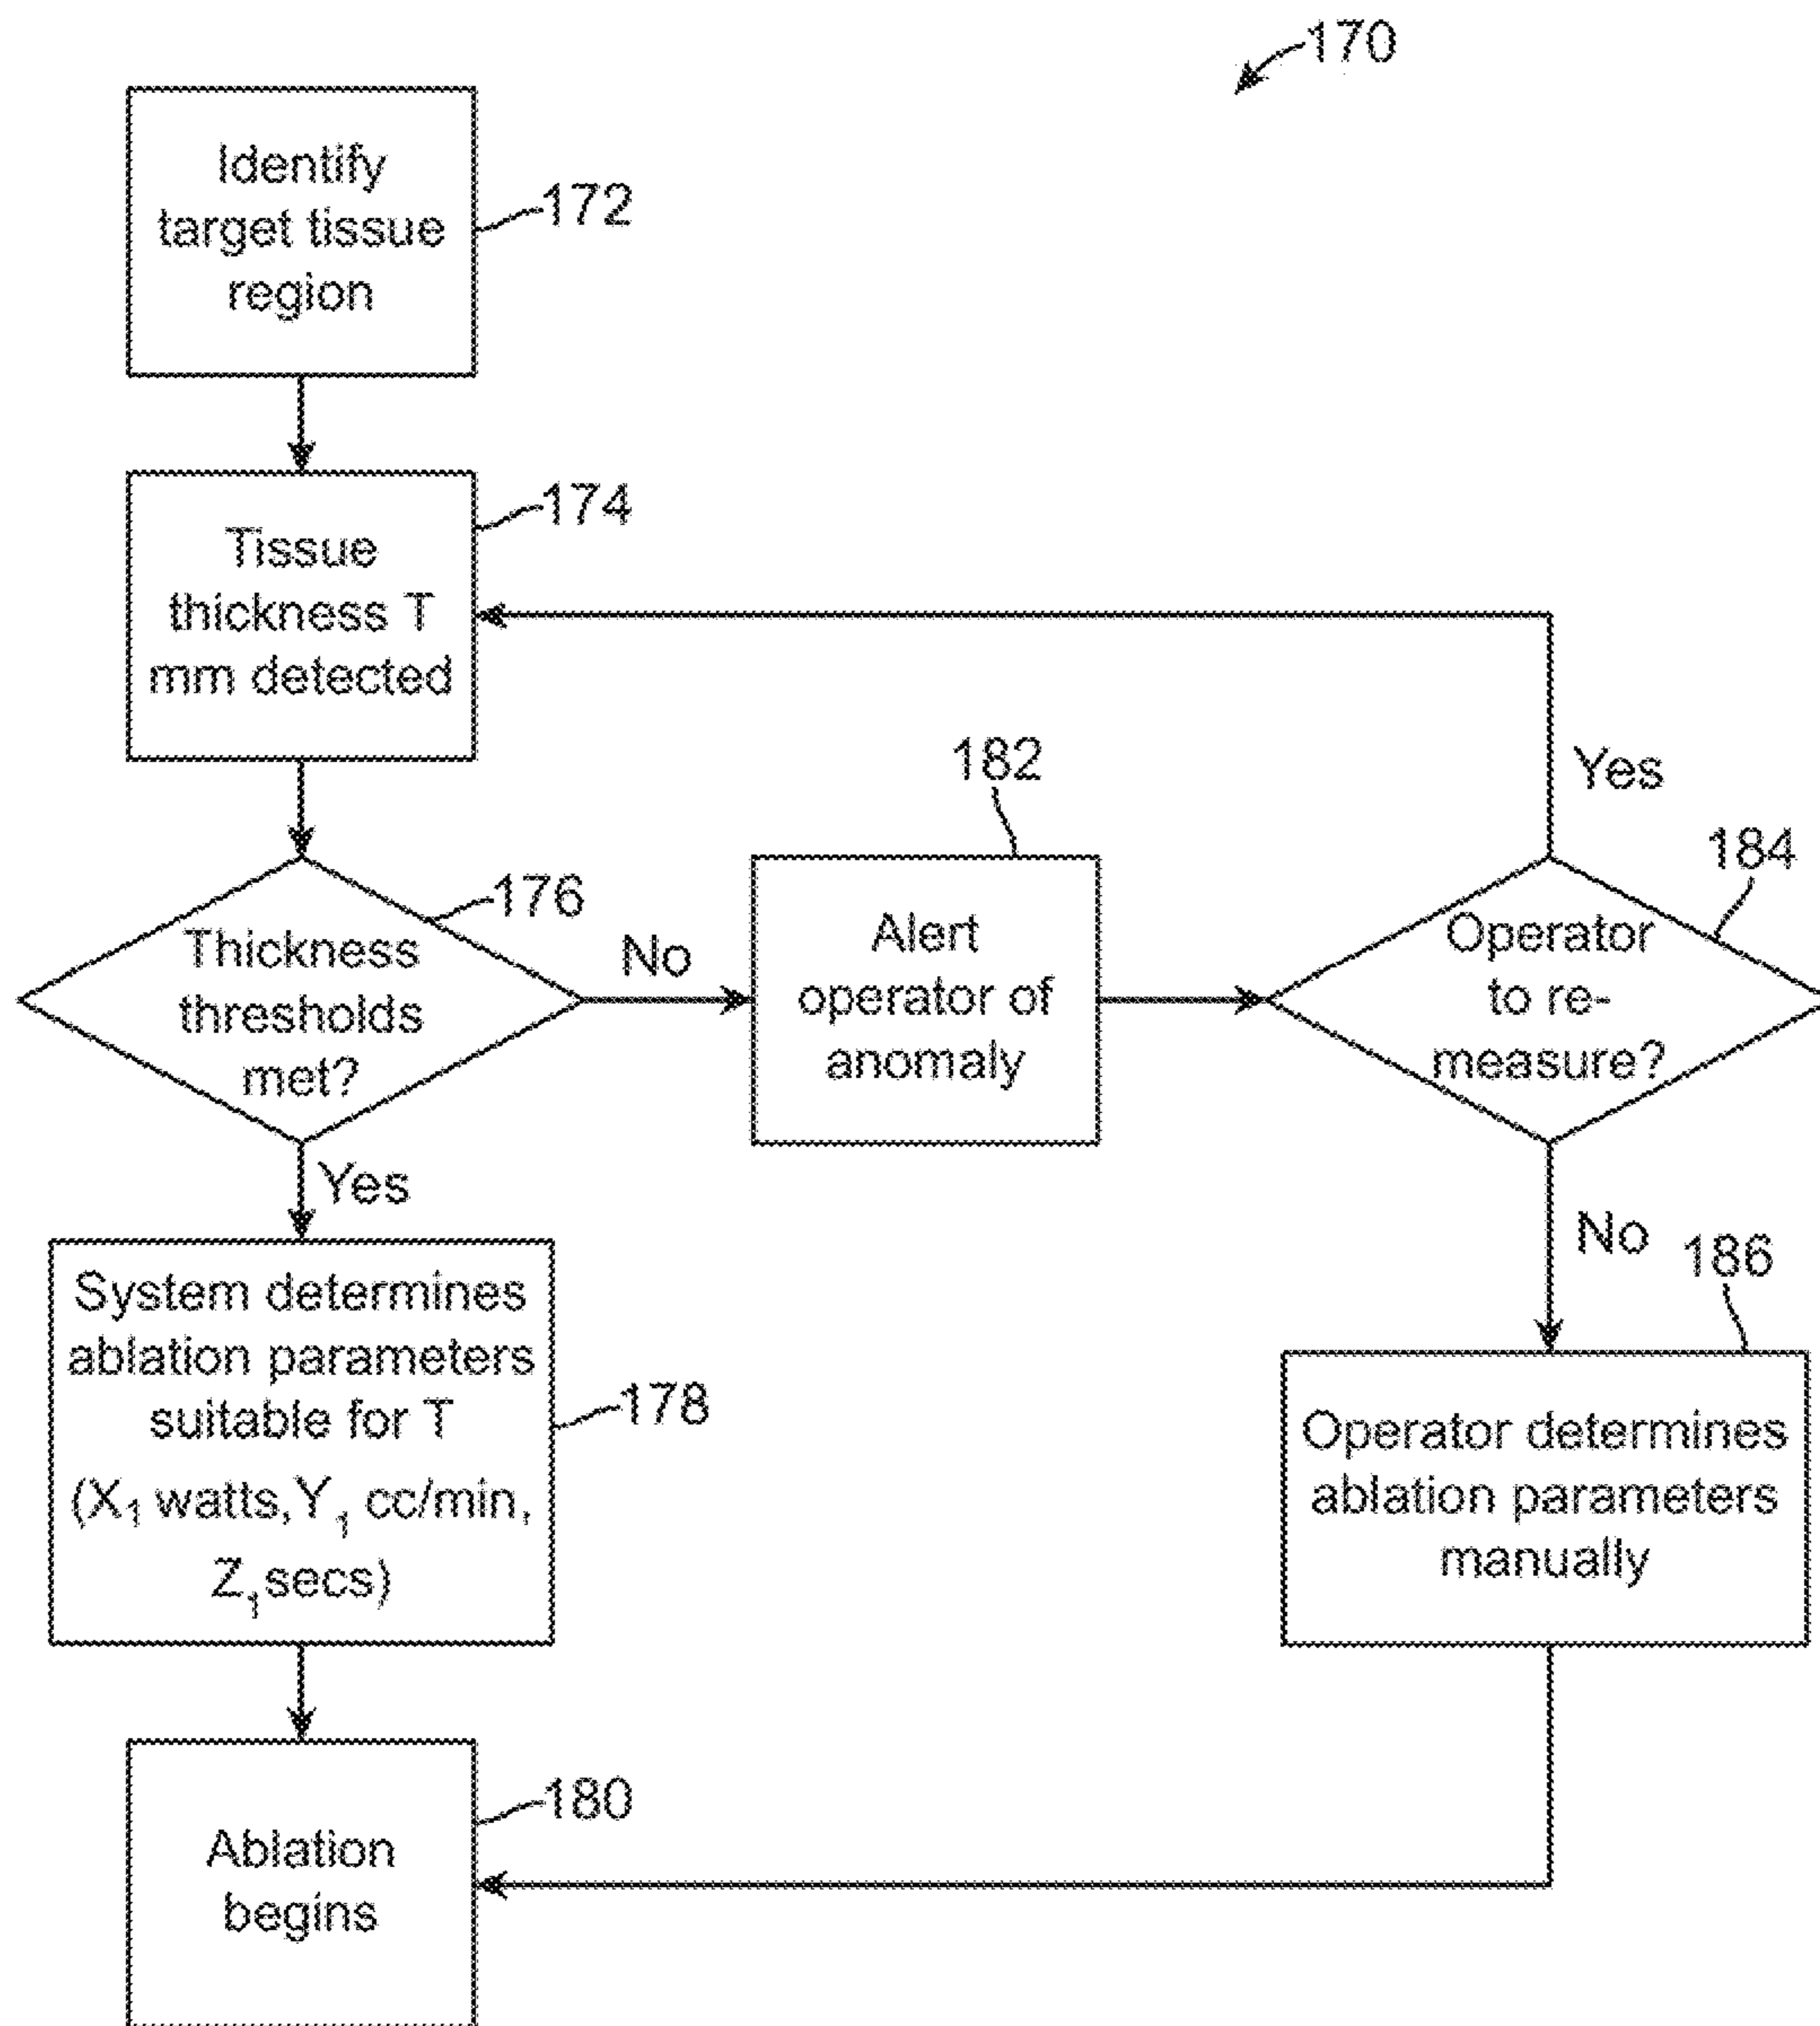 170
Identify
target tissue
region
172
Tissue
thickness T
mm detected
174
Thickness
thresholds
met?
176
No
Yes
Alert
operator of
anomaly
182
Operator
to re-
measure?
184
Yes
No
System determines
ablation parameters
suitable for T
(X₁ watts,Y₁ cc/min,
Z₁secs)
178
Operator determines
ablation parameters
manually
186
Ablation
begins
180